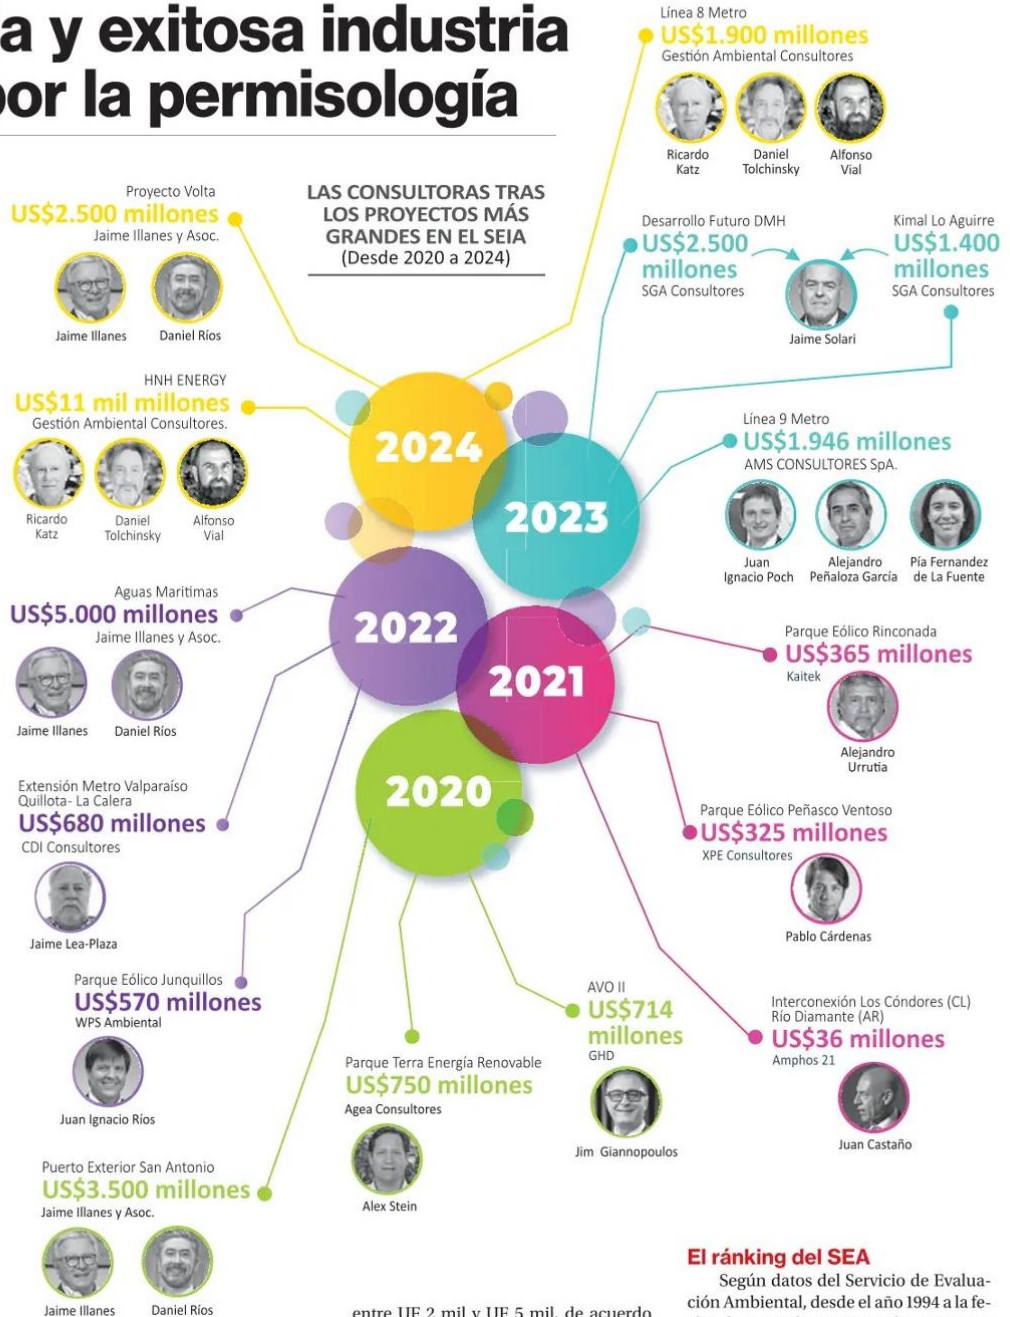 a y exitosa industria
por la permisología
LAS CONSULTORAS TRAS
LOS PROYECTOS MÁS
GRANDES EN EL SEIA
(Desde 2020 a 2024)
Línea 8 Metro
US$1.900 millones
Gestión Ambiental Consultores
Ricardo
Katz
Daniel
Tolchinsky
Alfonso
Vial
Proyecto Volta
US$2.500 millones
Jaime Illanes y Asoc.
Jaime Illanes
Daniel Ríos
HNH ENERGY
US$11 mil millones
Gestión Ambiental Consultores.
Ricardo
Katz
Daniel
Tolchinsky
Alfonso
Vial
2024
Desarrollo Futuro DMH
US$2.500
millones
SGA Consultores
Kimal Lo Aguirre
US$1.400
millones
SGA Consultores
Jaime Solari
Línea 9 Metro
US$1.946 millones
AMS CONSULTORES SpA.
Juan
Ignacio Poch
Alejandro
Peñaloza García
Pía Fernandez
de La Fuente
2023
Aguas Maritimas
US$5.000 millones
Jaime Illanes y Asoc.
Jaime Illanes
Daniel Ríos
2022
Extensión Metro Valparaíso
Quillota- La Calera
US$680 millones
CDI Consultores
Jaime Lea-Plaza
Parque Eólico Junquillos
US$570 millones
WPS Ambiental
Juan Ignacio Ríos
2021
Parque Eólico Rinconada
US$365 millones
Kaitek
Alejandro
Urrutia
Parque Eólico Peñasco Ventoso
US$325 millones
XPE Consultores
Pablo Cárdenas
Interconexión Los Cóndores (CL)
Río Diamante (AR)
US$36 millones
Amphos 21
Juan Castaño
2020
AVO II
US$714
millones
GHD
Jim Giannopoulos
Parque Terra Energía Renovable
US$750 millones
Agea Consultores
Alex Stein
Puerto Exterior San Antonio
US$3.500 millones
Jaime Illanes y Asoc.
Jaime Illanes
Daniel Ríos
entre UF 2 mil y UF 5 mil, de acuerdo
El ránking del SEA
Según datos del Servicio de Evalua-
ción Ambiental, desde el año 1994 a la fe-